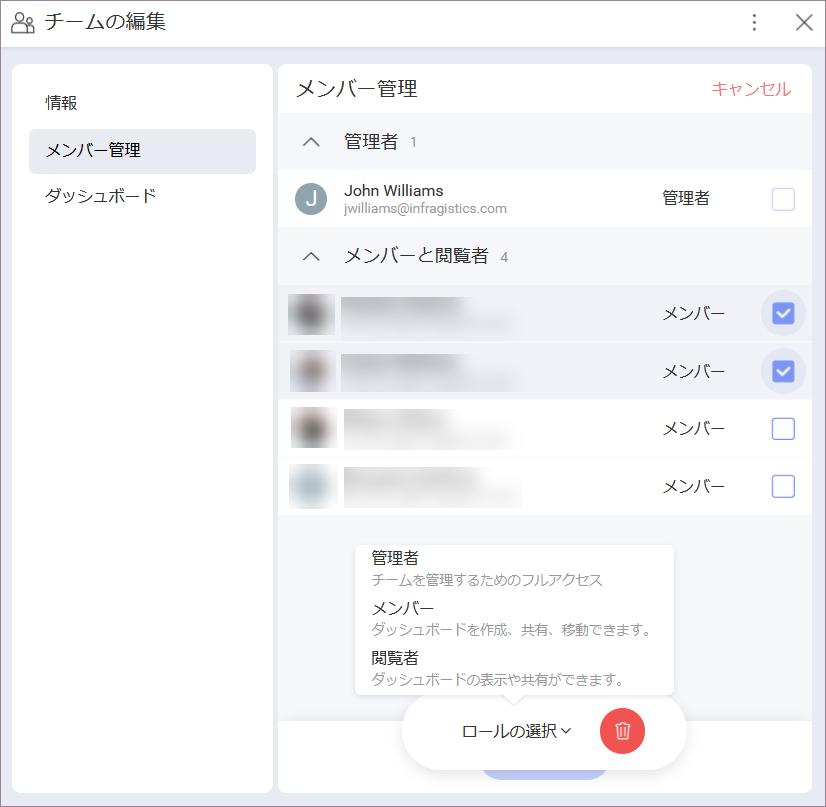 チームの編集
情報
メンバー管理
ダッシュボード
メンバー管理
キャンセル
管理者 1
J
John Williams
管理者
jwilliams@infragistics.com
メンバーと閲覧者 4
メンバー
メンバー
メンバー
メンバー
管理者
チームを管理するためのフルアクセス
メンバー
ダッシュボードを作成、共有、移動できます。
閲覧者
ダッシュボードの表示や共有ができます。
ロールの選択